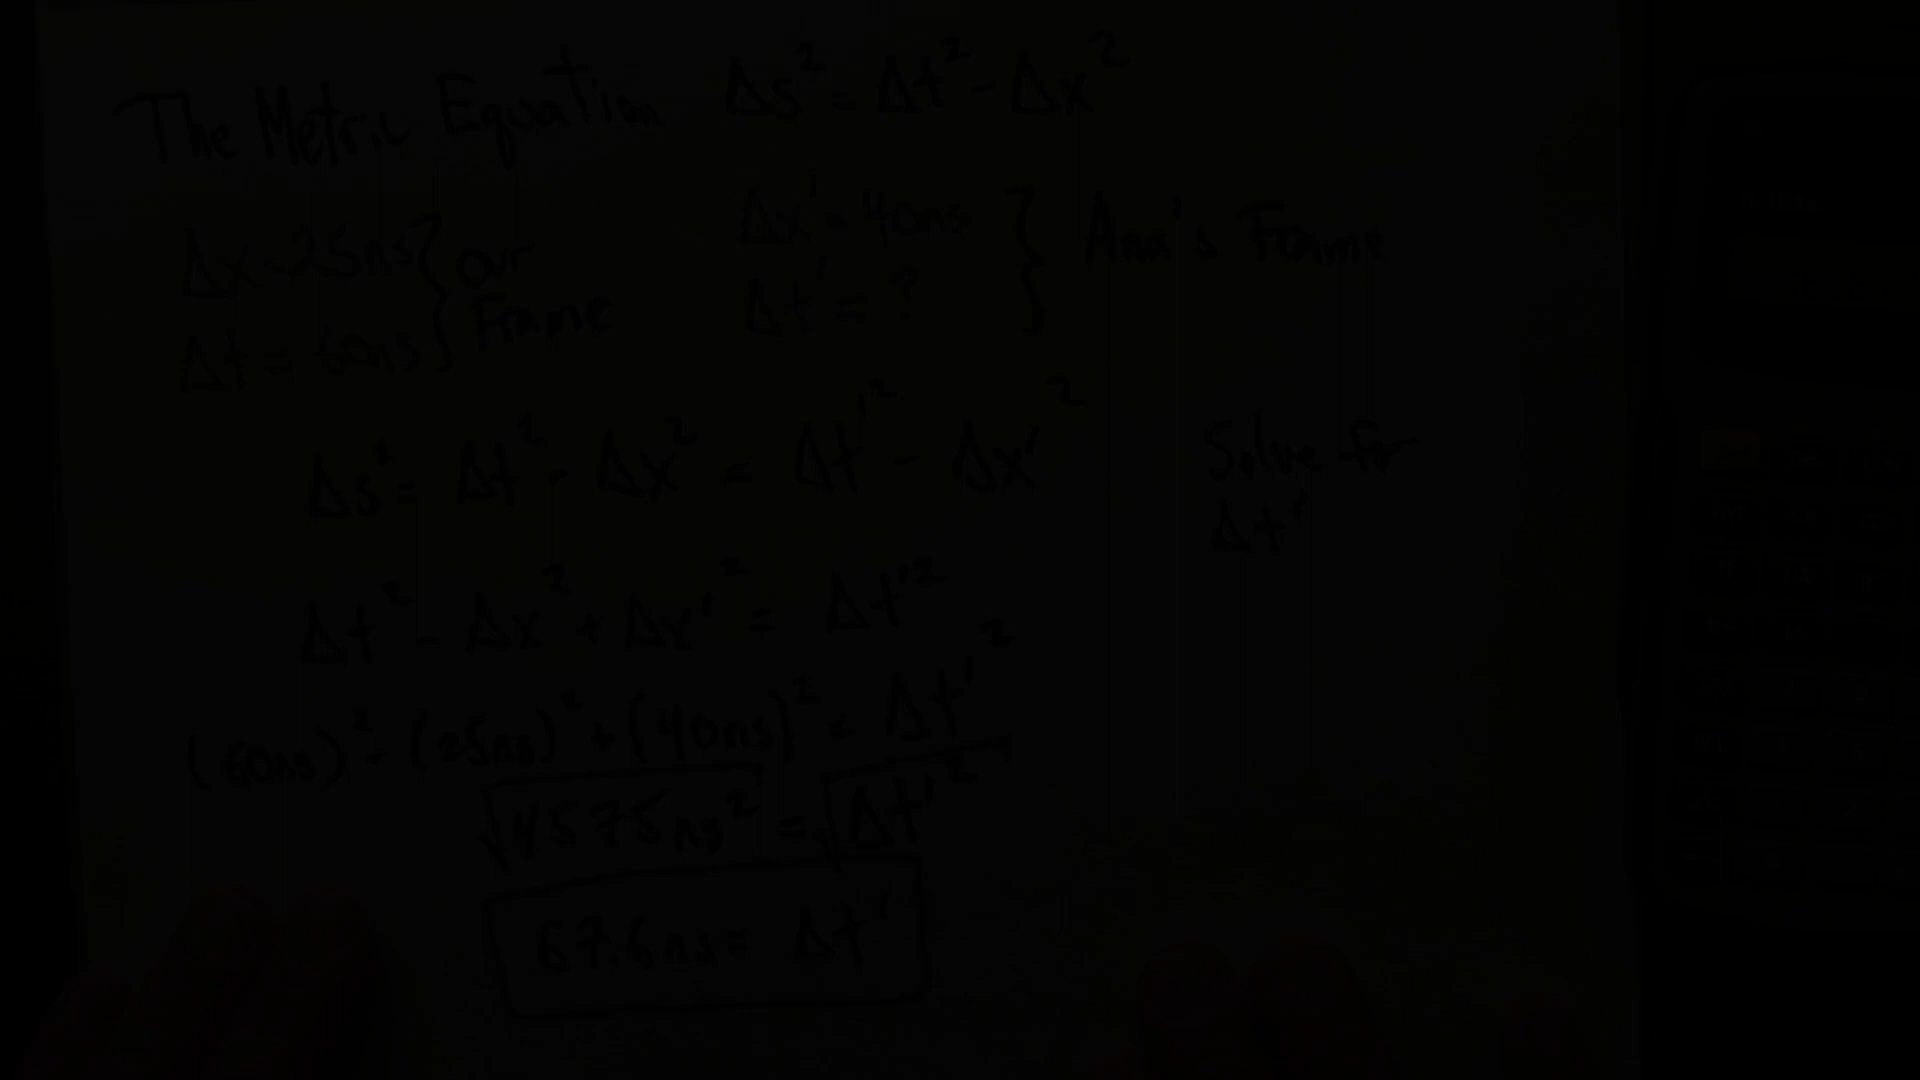 The Metric Equation Δs² = Δt² - Δx²
Δx = 25ns } Our Frame
Δt = 60ns
Δx' = 40ns } Ana's Frame
Δt' = ?
Δs² = Δt² - Δx² = Δt'² - Δx'²
Solve for
Δt'
Δt² - Δx² + Δx'² = Δt'²
(60ns)² - (25ns)² + (40ns)² = Δt'²
√4575ns² = √Δt'²
67.6ns = Δt'